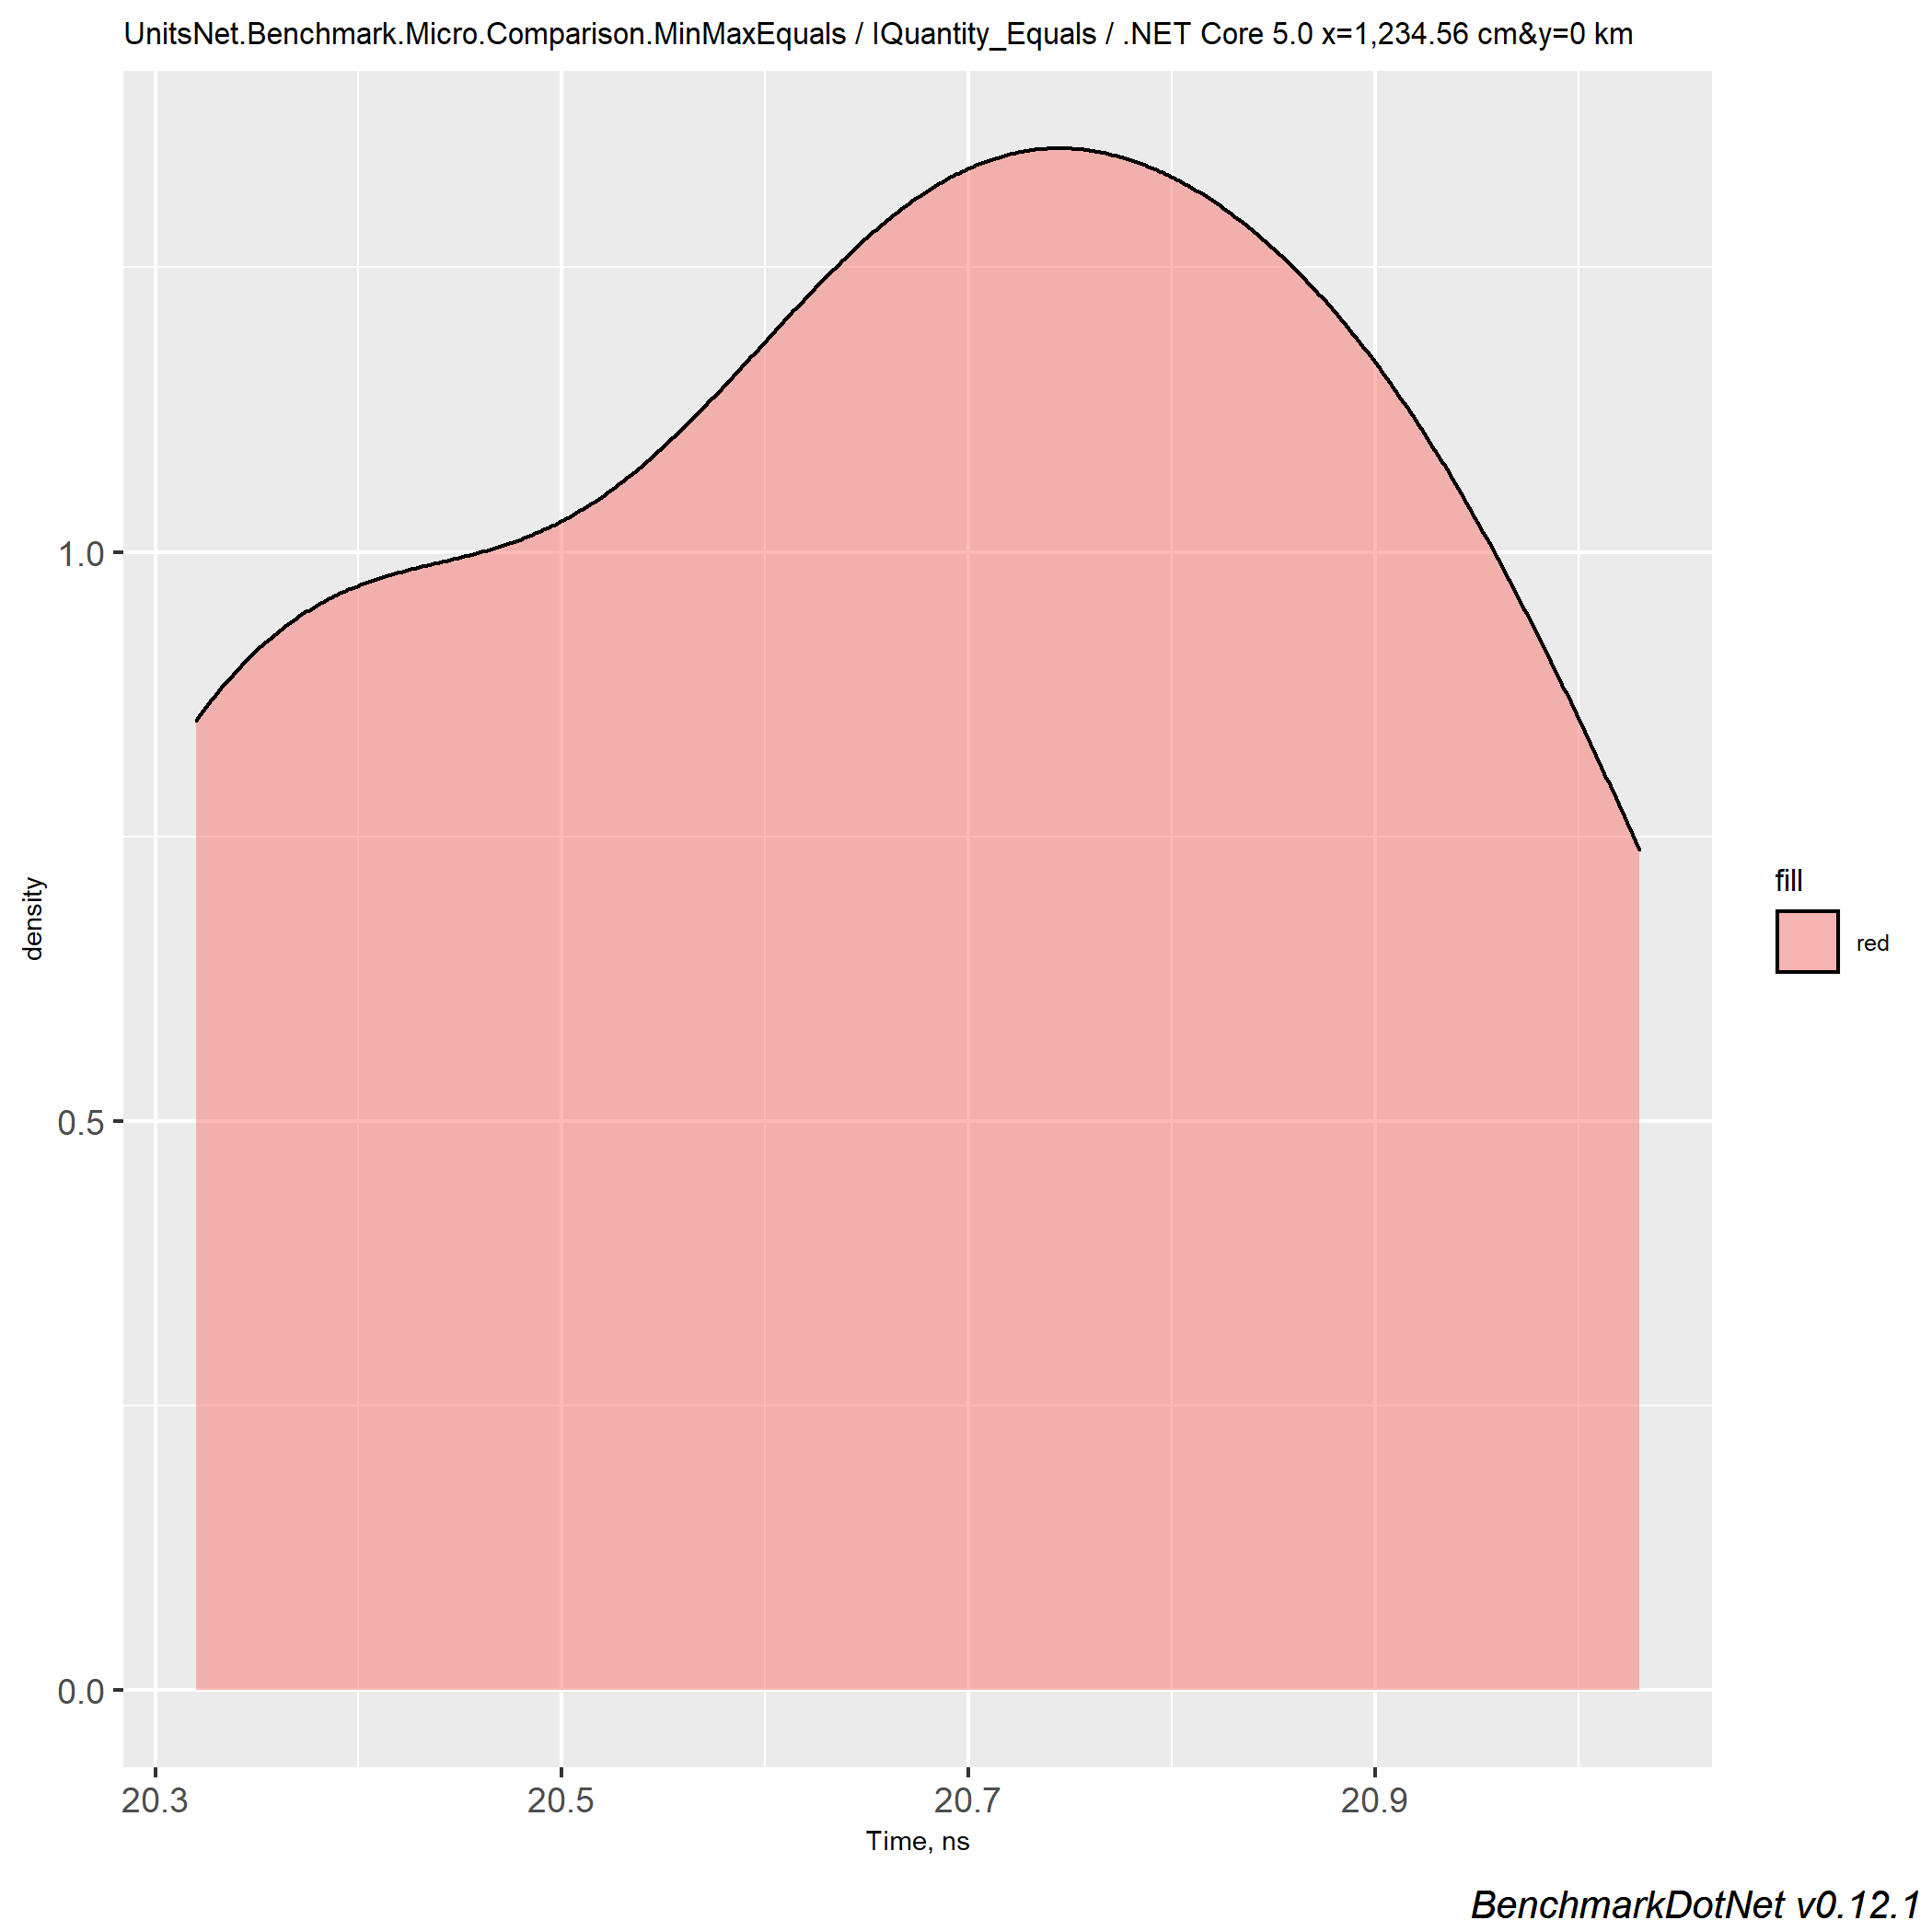 UnitsNet.Benchmark.Micro.Comparison.MinMaxEquals / IQuantity_Equals / .NET Core 5.0 x=1,234.56 cm&y=0 km
1.0
0.5
0.0
density
20.3 20.5 20.7 20.9
Time, ns
fill
red
BenchmarkDotNet v0.12.1